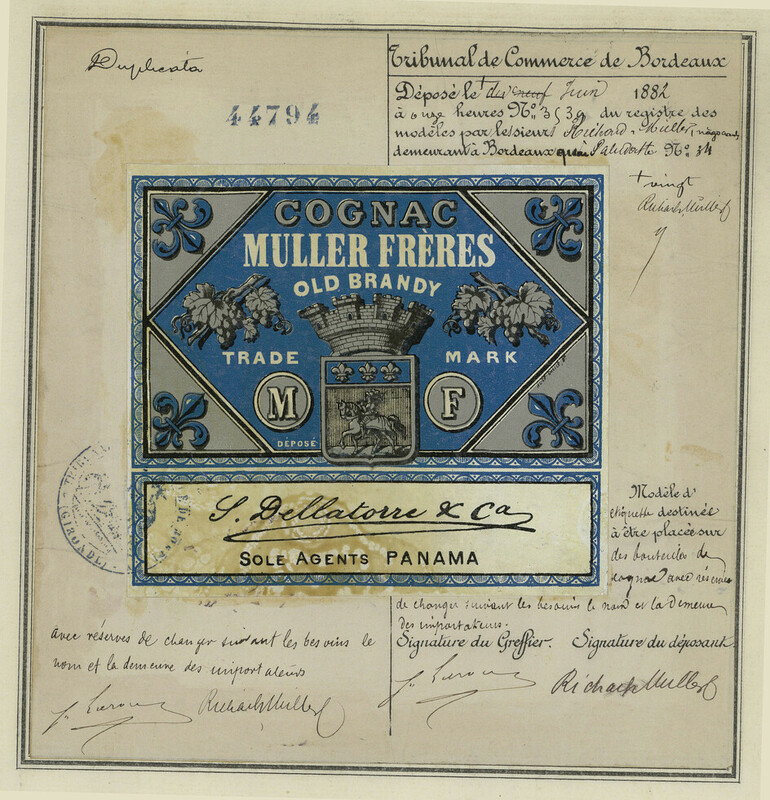 Duplicata
44794
Tribunal de Commerce de Bordeaux
Déposé le + dix neuf Juin 1882
à onze heures No. 3539 du registre des
modèles par le sieur Richard-Muller, négociant
demeurant à Bordeaux quai Paludate No. 34
+ vingt
Richard Muller
COGNAC
MULLER FRÈRES
OLD BRANDY
TRADE MARK
M F
DÉPOSÉ
S. Dellatorre & Ca
SOLE AGENTS PANAMA
GIRONDE
Modèle d'
étiquette destinée
à être placée sur
des bouteilles de
cognac avec réserves
de changer suivant les besoins le nom et la demeure
des importateurs.
Signature du Greffier. Signature du déposant.
Richard Muller
avec réserves de changer suivant les besoins le
nom et la demeure des importateurs
Richard Muller